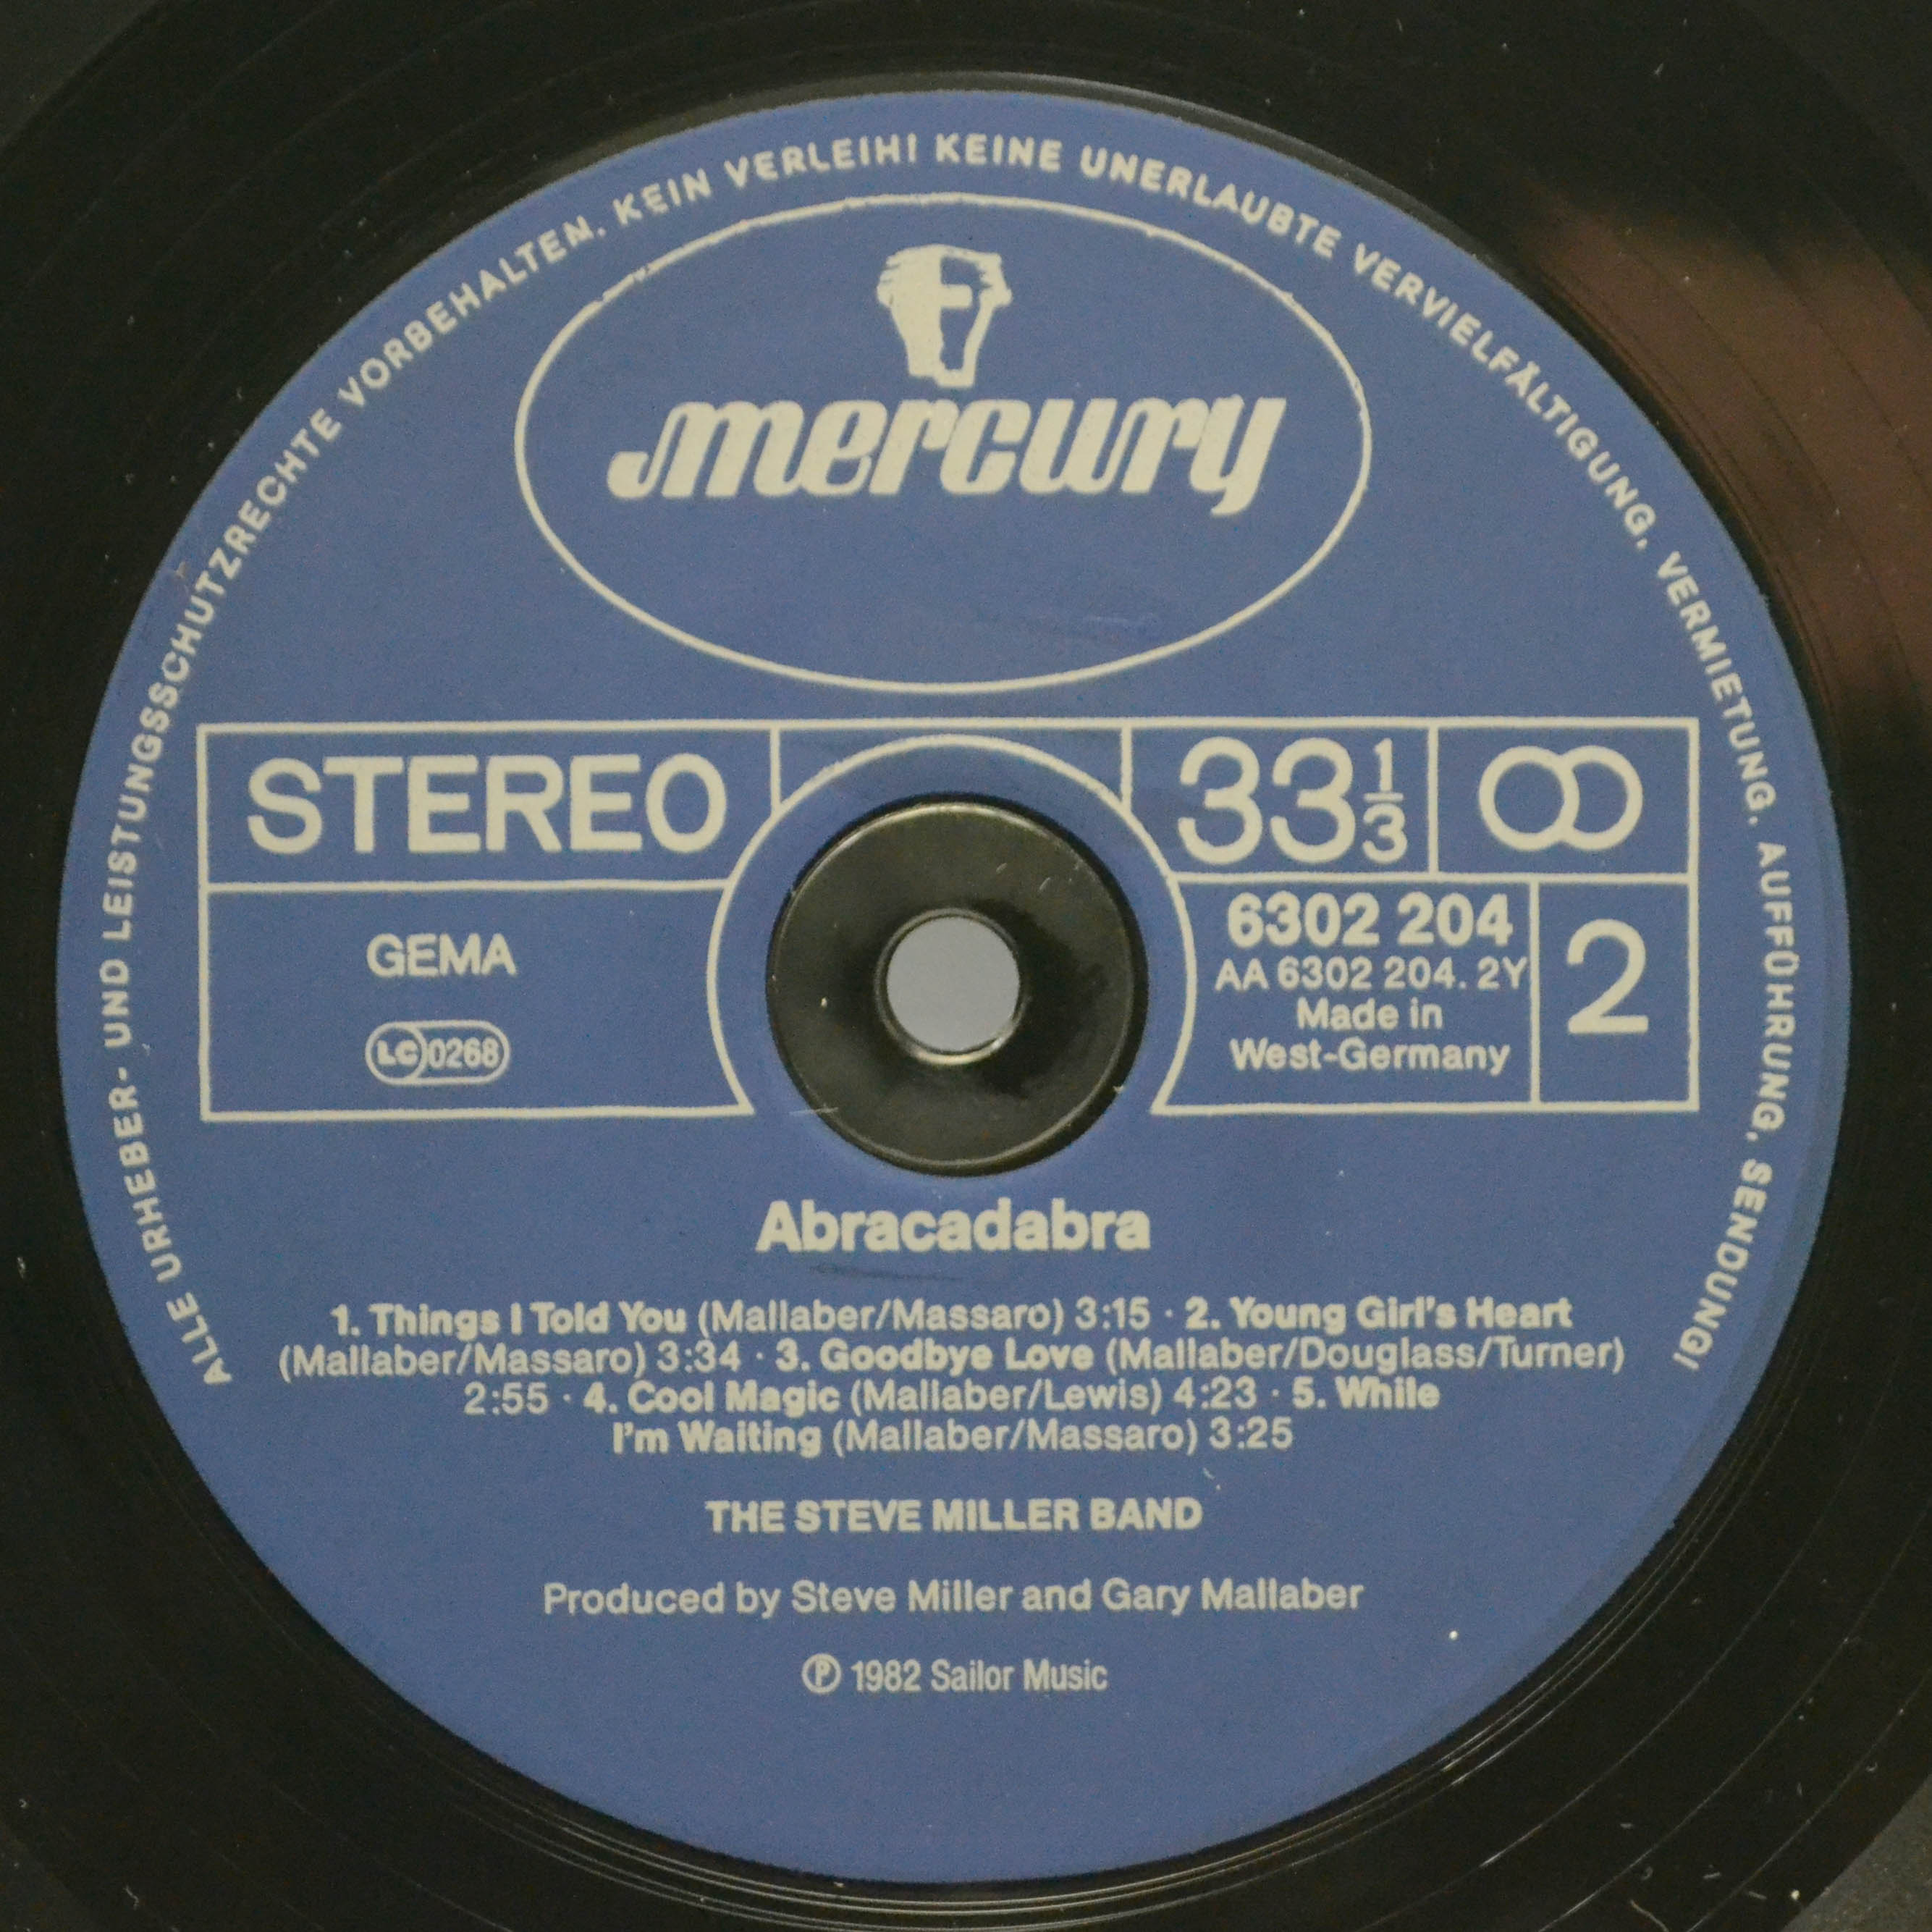 ALLE URHEBER- UND LEISTUNGSSCHUTZRECHTE VORBEHALTEN. KEIN VERLEIH! KEINE UNERLAUBTE VERVIELFÄLTIGUNG, VERMIETUNG, AUFFÜHRUNG, SENDUNG!
mercury
STEREO
33 1/3
GEMA
LC 0268
6302 204
AA 6302 204. 2Y
Made in
West-Germany
2
Abracadabra
1. Things I Told You (Mallaber/Massaro) 3:15 · 2. Young Girl's Heart
(Mallaber/Massaro) 3:34 · 3. Goodbye Love (Mallaber/Douglass/Turner)
2:55 · 4. Cool Magic (Mallaber/Lewis) 4:23 · 5. While
I'm Waiting (Mallaber/Massaro) 3:25
THE STEVE MILLER BAND
Produced by Steve Miller and Gary Mallaber
℗ 1982 Sailor Music